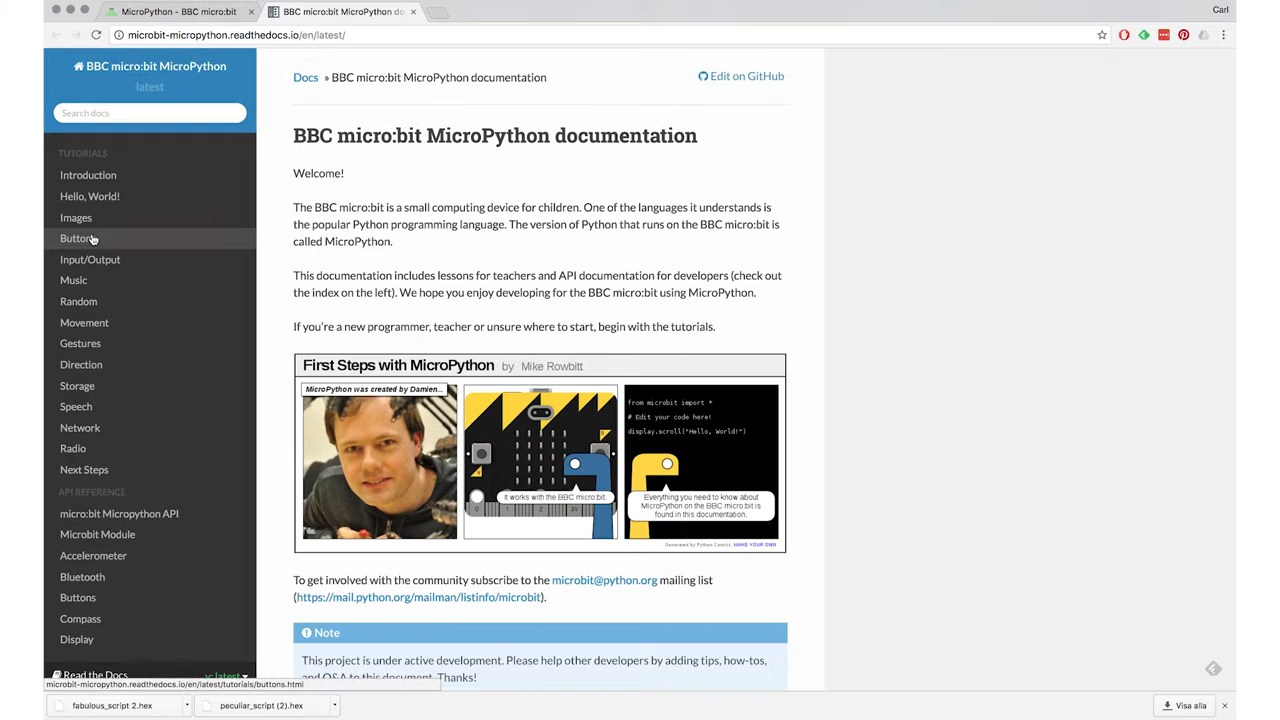 MicroPython - BBC micro:bit
BBC micro:bit MicroPython do
Carl
microbit-micropython.readthedocs.io/en/latest/
BBC micro:bit MicroPython
latest
Search docs
TUTORIALS
Introduction
Hello, World!
Images
Buttons
Input/Output
Music
Random
Movement
Gestures
Direction
Storage
Speech
Network
Radio
Next Steps
API REFERENCE
micro:bit Micropython API
Microbit Module
Accelerometer
Bluetooth
Buttons
Compass
Display
Read the Docs
v: latest
microbit-micropython.readthedocs.io/en/latest/tutorials/buttons.html
Docs » BBC micro:bit MicroPython documentation
Edit on GitHub
BBC micro:bit MicroPython documentation
Welcome!
The BBC micro:bit is a small computing device for children. One of the languages it understands is
the popular Python programming language. The version of Python that runs on the BBC micro:bit is
called MicroPython.
This documentation includes lessons for teachers and API documentation for developers (check out
the index on the left). We hope you enjoy developing for the BBC micro:bit using MicroPython.
If you're a new programmer, teacher or unsure where to start, begin with the tutorials.
First Steps with MicroPython by Mike Rowbitt
MicroPython was created by Damien...
It works with the BBC micro:bit.
0 1 2 3V
from microbit import *
# Edit your code here!
display.scroll("Hello, World!")
Everything you need to know about
MicroPython on the BBC micro:bit is
found in this documentation.
Generated by Python Comics. MAKE YOUR OWN
To get involved with the community subscribe to the microbit@python.org mailing list
(https://mail.python.org/mailman/listinfo/microbit).
Note
This project is under active development. Please help other developers by adding tips, how-tos,
and Q&A to this document. Thanks!
fabulous_script 2.hex
peculiar_script (2).hex
Visa alla